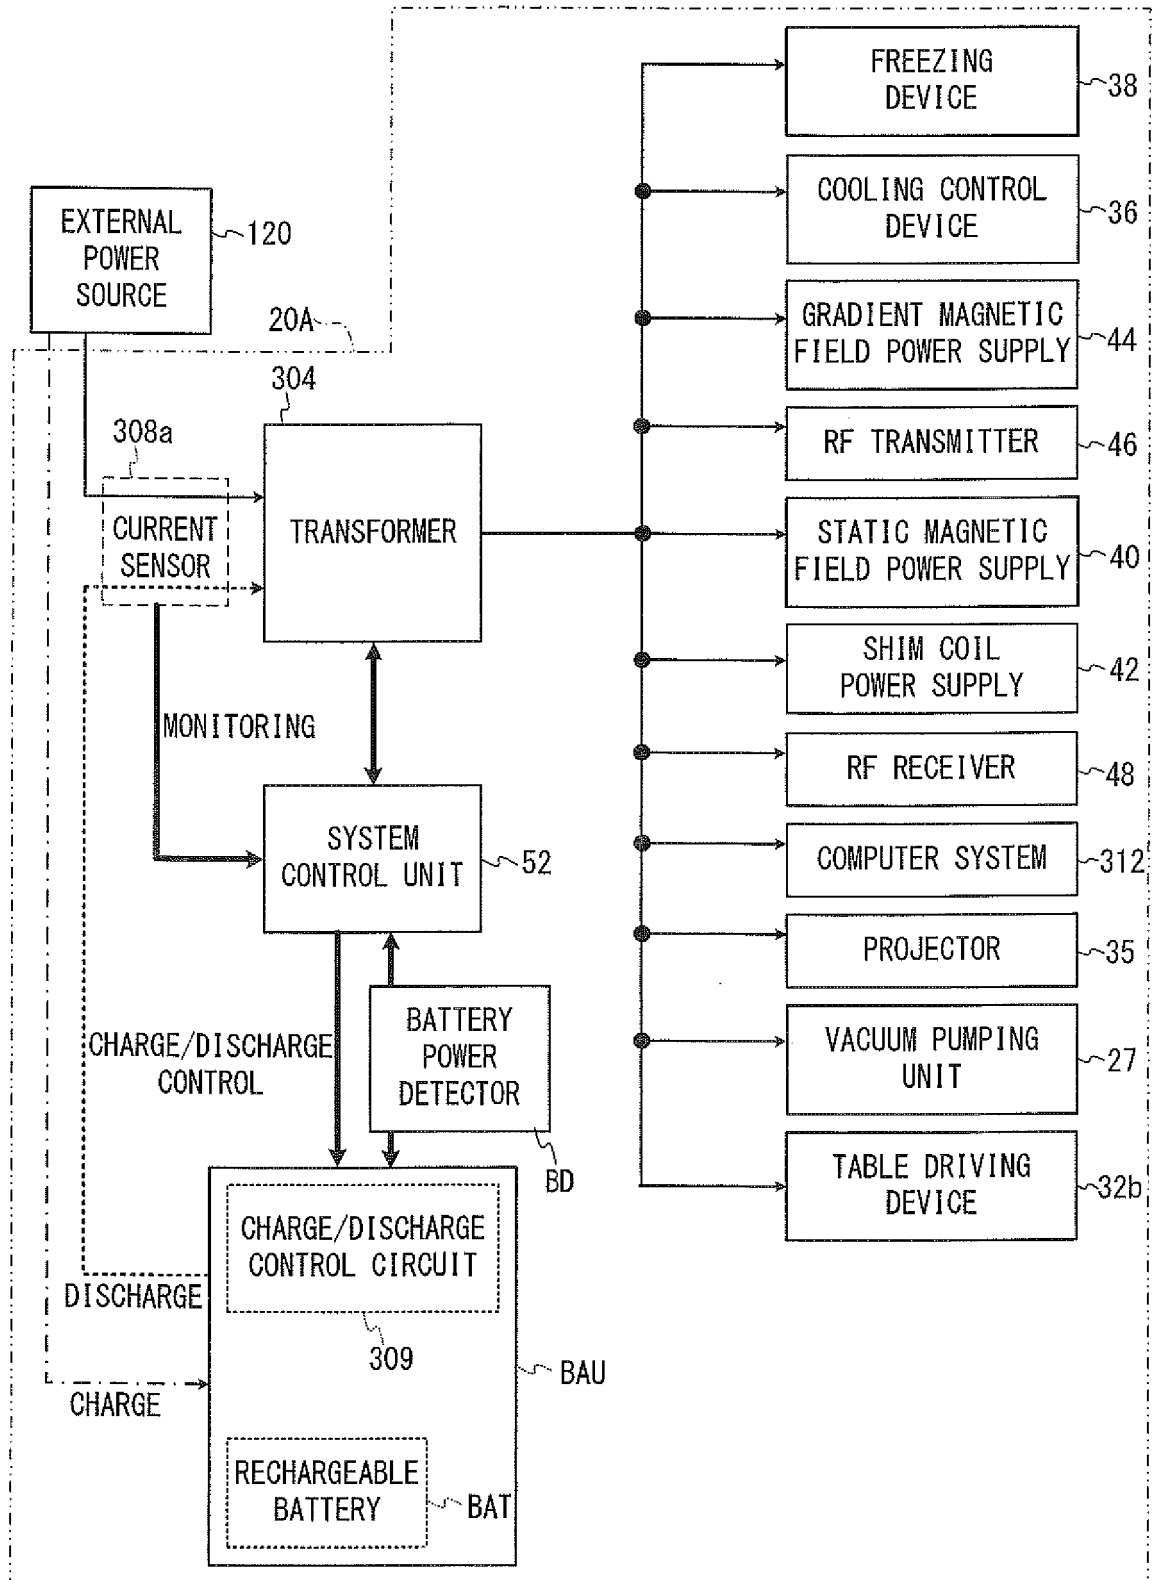 EXTERNAL
POWER
SOURCE
120
20A
304
308a
CURRENT
SENSOR
TRANSFORMER
MONITORING
SYSTEM
CONTROL UNIT
52
CHARGE/DISCHARGE
CONTROL
BATTERY
POWER
DETECTOR
BD
CHARGE/DISCHARGE
CONTROL CIRCUIT
309
DISCHARGE
CHARGE
BAU
RECHARGEABLE
BATTERY
BAT
FREEZING
DEVICE
38
COOLING CONTROL
DEVICE
36
GRADIENT MAGNETIC
FIELD POWER SUPPLY
44
RF TRANSMITTER
46
STATIC MAGNETIC
FIELD POWER SUPPLY
40
SHIM COIL
POWER SUPPLY
42
RF RECEIVER
48
COMPUTER SYSTEM
312
PROJECTOR
35
VACUUM PUMPING
UNIT
27
TABLE DRIVING
DEVICE
32b